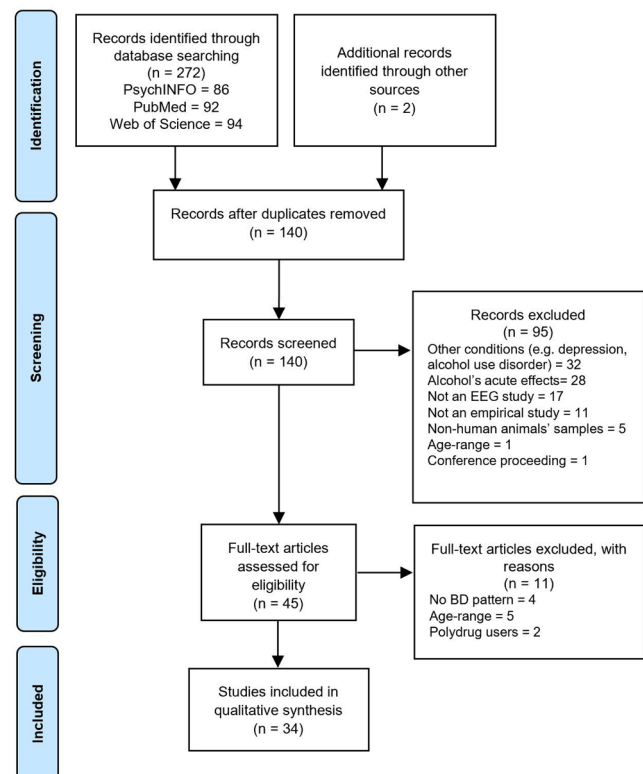 Identification
Records identified through
database searching
(n = 272)
PsychINFO = 86
PubMed = 92
Web of Science = 94
Additional records
identified through other
sources
(n = 2)
Records after duplicates removed
(n = 140)
Screening
Records screened
(n = 140)
Records excluded
(n = 95)
Other conditions (e.g. depression,
alcohol use disorder) = 32
Alcohol's acute effects= 28
Not an EEG study = 17
Not an empirical study = 11
Non-human animals' samples = 5
Age-range = 1
Conference proceeding = 1
Eligibility
Full-text articles
assessed for
eligibility
(n = 45)
Full-text articles excluded, with
reasons
(n = 11)
No BD pattern = 4
Age-range = 5
Polydrug users = 2
Included
Studies included in
qualitative synthesis
(n = 34)